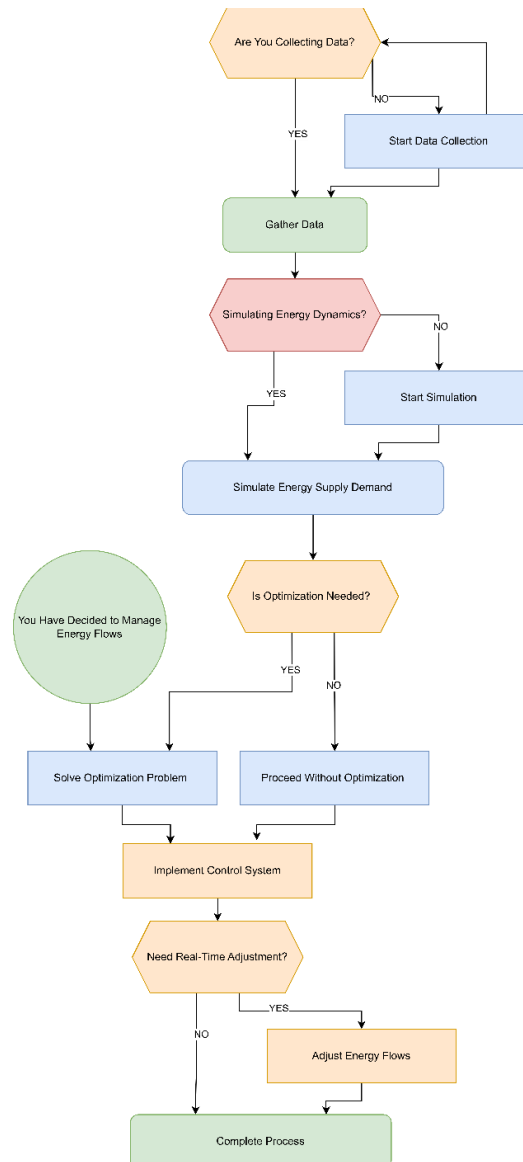 Are You Collecting Data?
NO
YES
Start Data Collection
Gather Data
Simulating Energy Dynamics?
NO
YES
Start Simulation
Simulate Energy Supply Demand
Is Optimization Needed?
You Have Decided to Manage
Energy Flows
YES
NO
Solve Optimization Problem
Proceed Without Optimization
Implement Control System
Need Real-Time Adjustment?
YES
NO
Adjust Energy Flows
Complete Process